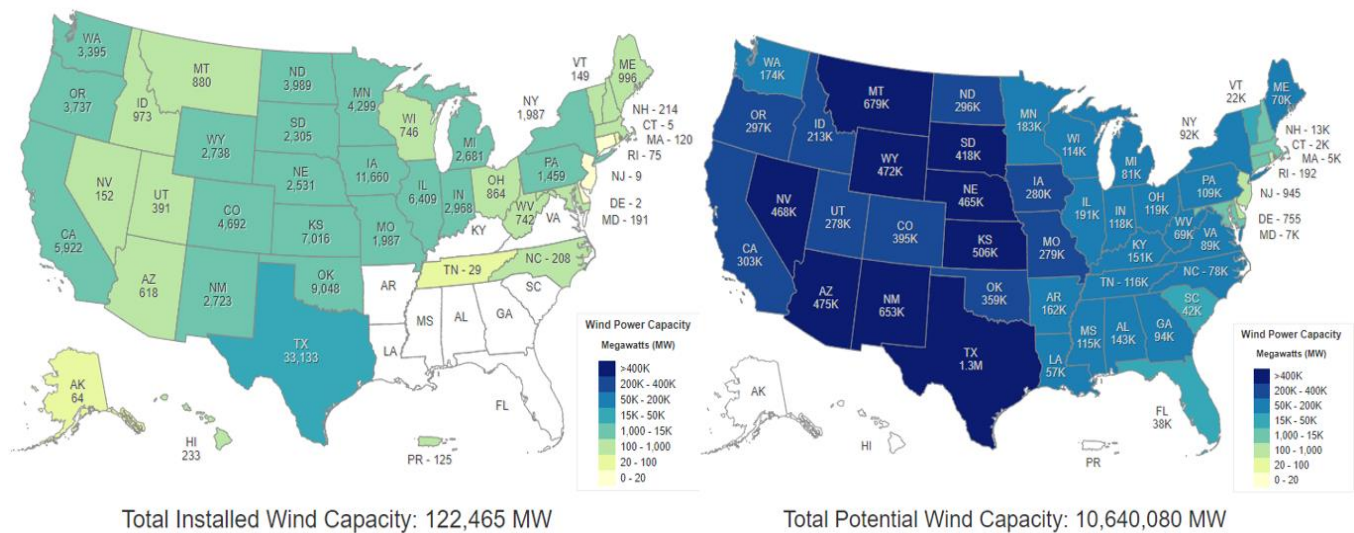 WA
3,395
OR
3,737
CA
5,922
ID
973
NV
152
MT
880
WY
2,738
UT
391
AZ
618
CO
4,692
NM
2,723
ND
3,989
SD
2,305
NE
2,531
KS
7,016
OK
9,048
TX
33,133
MN
4,299
IA
11,660
MO
1,987
AR
LA
WI
746
IL
6,409
MI
2,681
IN
2,968
OH
864
KY
TN - 29
MS
AL
GA
FL
SC
NC - 208
VA
WV
742
PA
1,459
NY
1,987
VT
149
ME
996
NH - 214
CT - 5
MA - 120
RI - 75
NJ - 9
DE - 2
MD - 191
AK
64
HI
233
PR - 125
Wind Power Capacity
Megawatts (MW)
>400K
200K - 400K
50K - 200K
15K - 50K
1,000 - 15K
100 - 1,000
20 - 100
0 - 20
Total Installed Wind Capacity: 122,465 MW
WA
174K
OR
297K
CA
303K
ID
213K
NV
468K
MT
679K
WY
472K
UT
278K
AZ
475K
CO
395K
NM
653K
ND
296K
SD
418K
NE
465K
KS
506K
OK
359K
TX
1.3M
MN
183K
IA
280K
MO
279K
AR
162K
LA
57K
WI
114K
IL
191K
MI
81K
IN
118K
OH
119K
KY
151K
TN - 116K
MS
115K
AL
143K
GA
94K
FL
38K
SC
42K
NC - 78K
VA
89K
WV
69K
PA
109K
NY
92K
VT
22K
ME
70K
NH - 13K
CT - 2K
MA - 5K
RI - 192
NJ - 945
DE - 755
MD - 7K
AK
HI
PR
Wind Power Capacity
Megawatts (MW)
>400K
200K - 400K
50K - 200K
15K - 50K
1,000 - 15K
100 - 1,000
20 - 100
0 - 20
Total Potential Wind Capacity: 10,640,080 MW